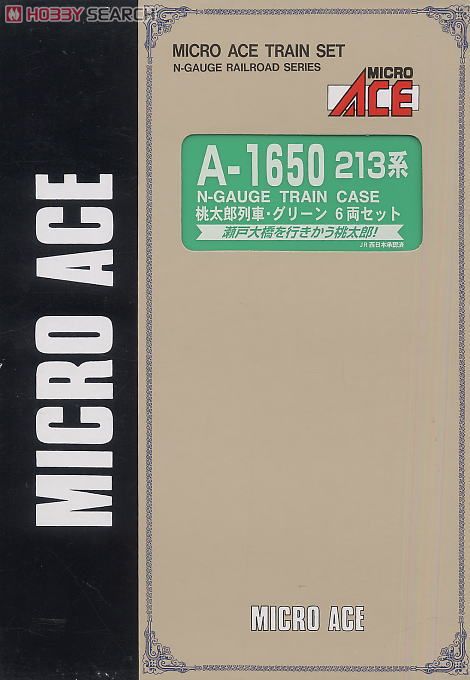 HOBBY SEARCH
MICRO ACE TRAIN SET
N-GAUGE RAILROAD SERIES
MICRO
ACE
A-1650 213系
N-GAUGE TRAIN CASE
桃太郎列車・グリーン 6両セット
瀬戸大橋を行きかう桃太郎!
JR西日本承認済
MICRO ACE
MICRO ACE